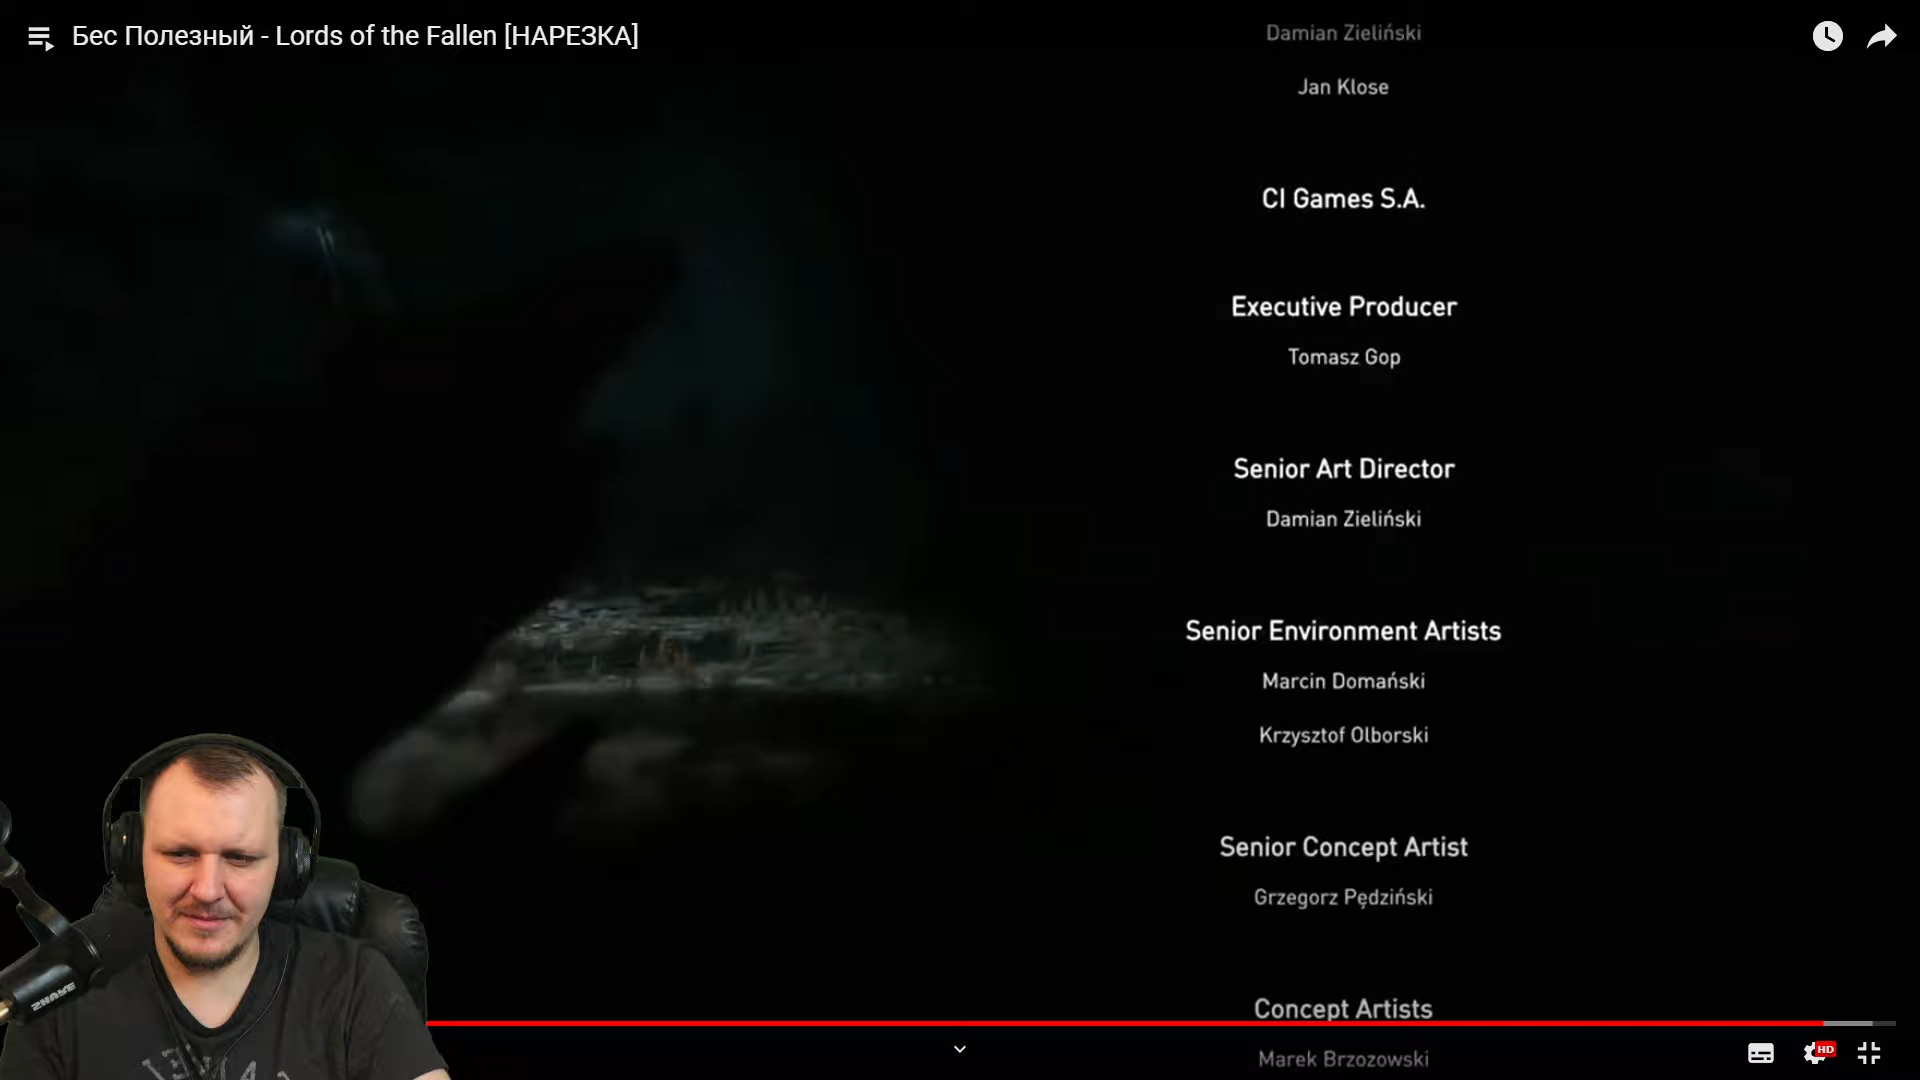 Бес Полезный - Lords of the Fallen [НАРЕЗКА]
Damian Zieliński
Jan Klose
CI Games S.A.
Executive Producer
Tomasz Gop
Senior Art Director
Damian Zieliński
Senior Environment Artists
Marcin Domański
Krzysztof Olborski
Senior Concept Artist
Grzegorz Pędziński
Concept Artists
Marek Brzozowski
HD
SHURE